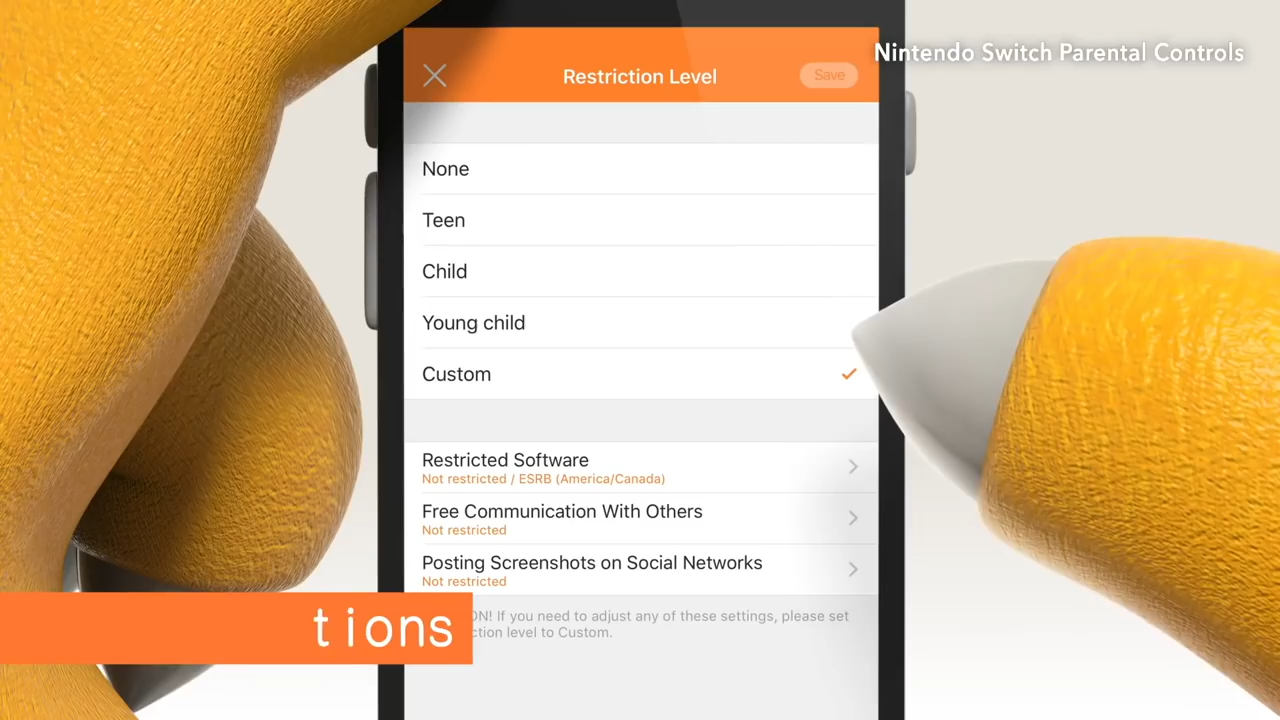 Nintendo Switch Parental Controls
Restriction Level
Save
None
Teen
Child
Young child
Custom
Restricted Software
Not restricted / ESRB (America/Canada)
Free Communication With Others
Not restricted
Posting Screenshots on Social Networks
Not restricted
ON! If you need to adjust any of these settings, please set
ction level to Custom.
tions